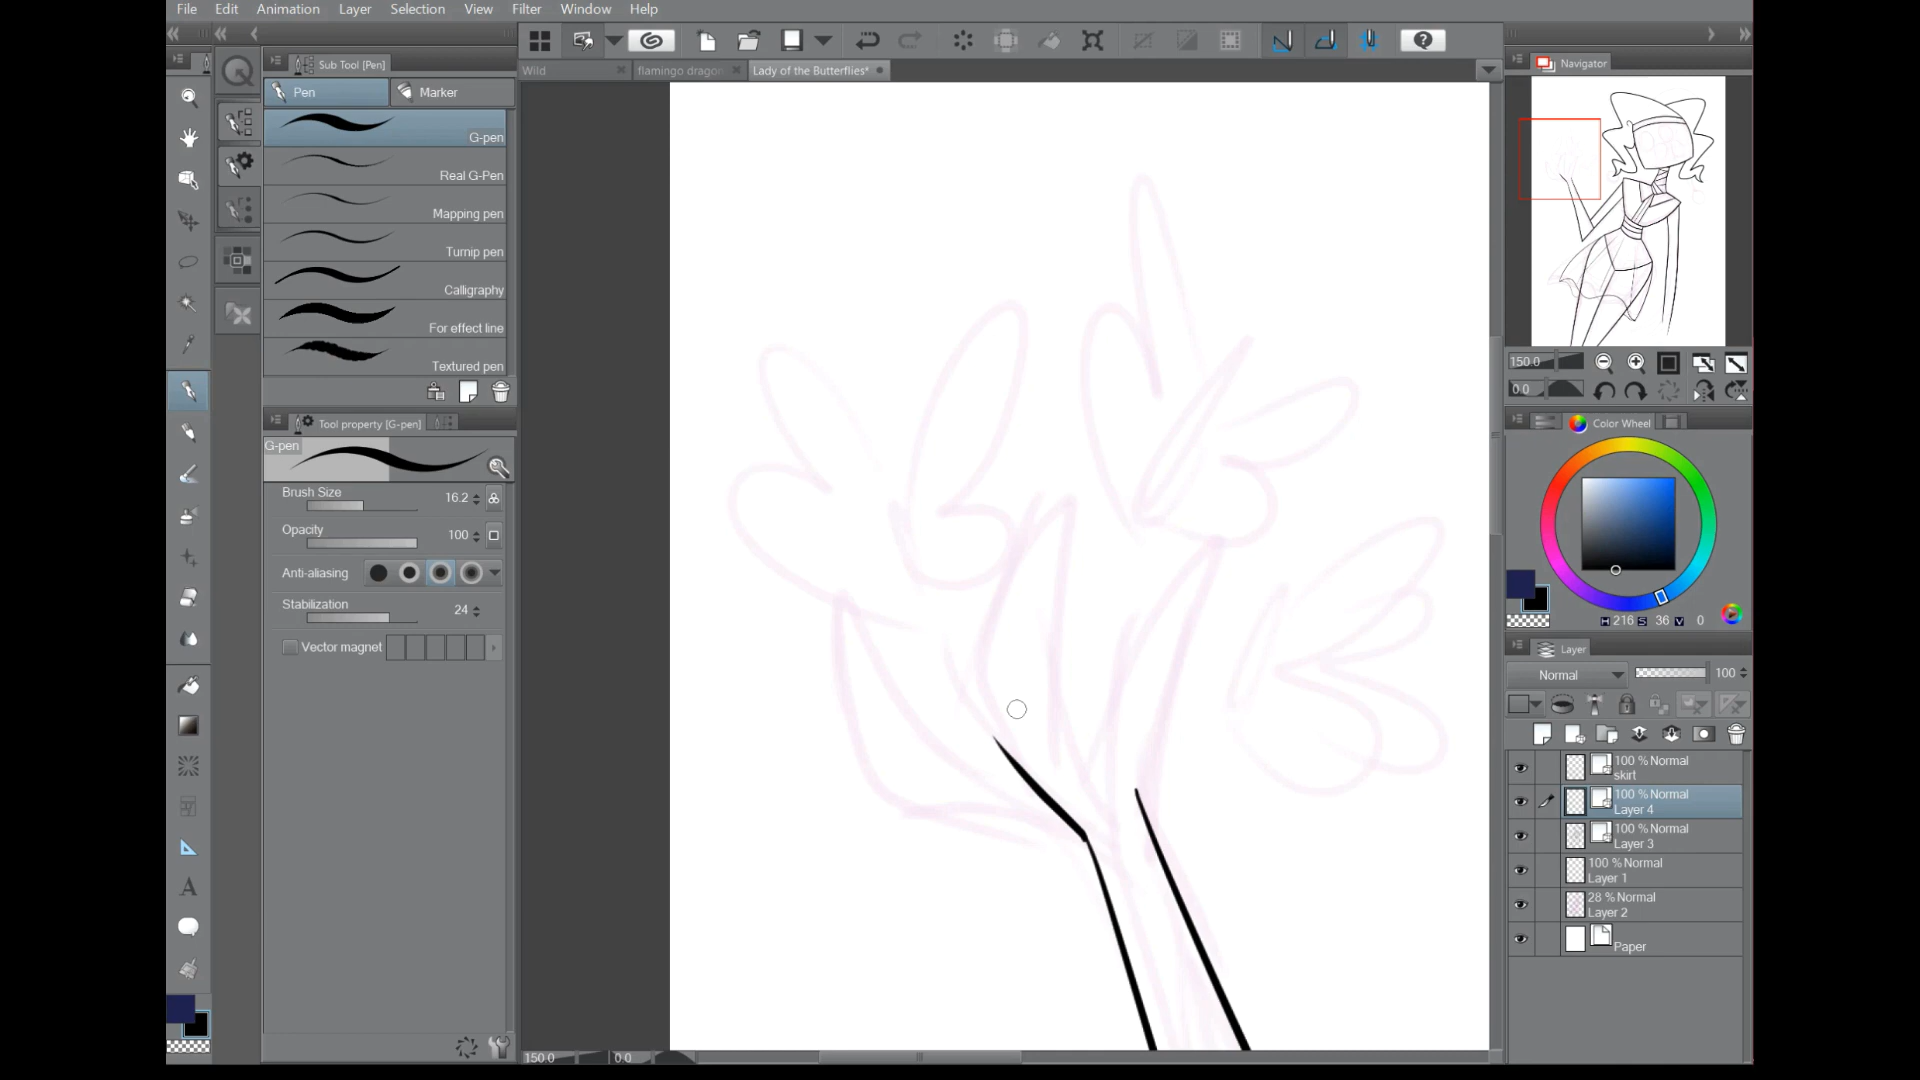 File Edit Animation Layer Selection View Filter Window Help
Wild flamingo drago Lady of the Butterflies*
Sub Tool [Pen]
Pen Marker
G-pen
Real G-Pen
Mapping pen
Turnip pen
Calligraphy
For effect line
Textured pen
Tool property [G-pen]
G-pen
Brush Size 16.2
Opacity 100
Anti-aliasing
Stabilization 24
Vector magnet
150.0 0.0
Navigator
150.0
0.0
Color Wheel
H 216 S 36 V 0
Layer
Normal 100
100 % Normal
skirt
100 % Normal
Layer 4
100 % Normal
Layer 3
100 % Normal
Layer 1
28 % Normal
Layer 2
Paper